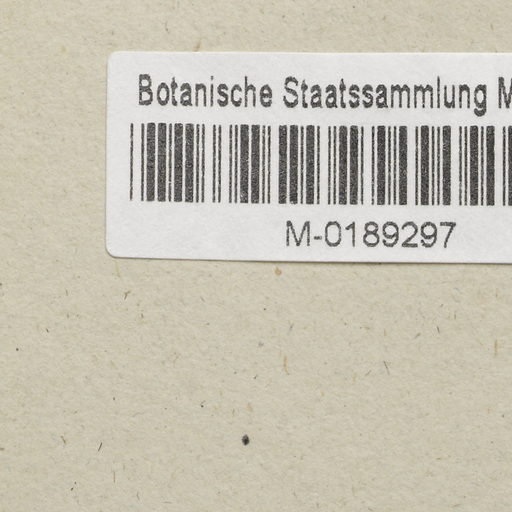 Botanische Staatssammlung M
M-0189297